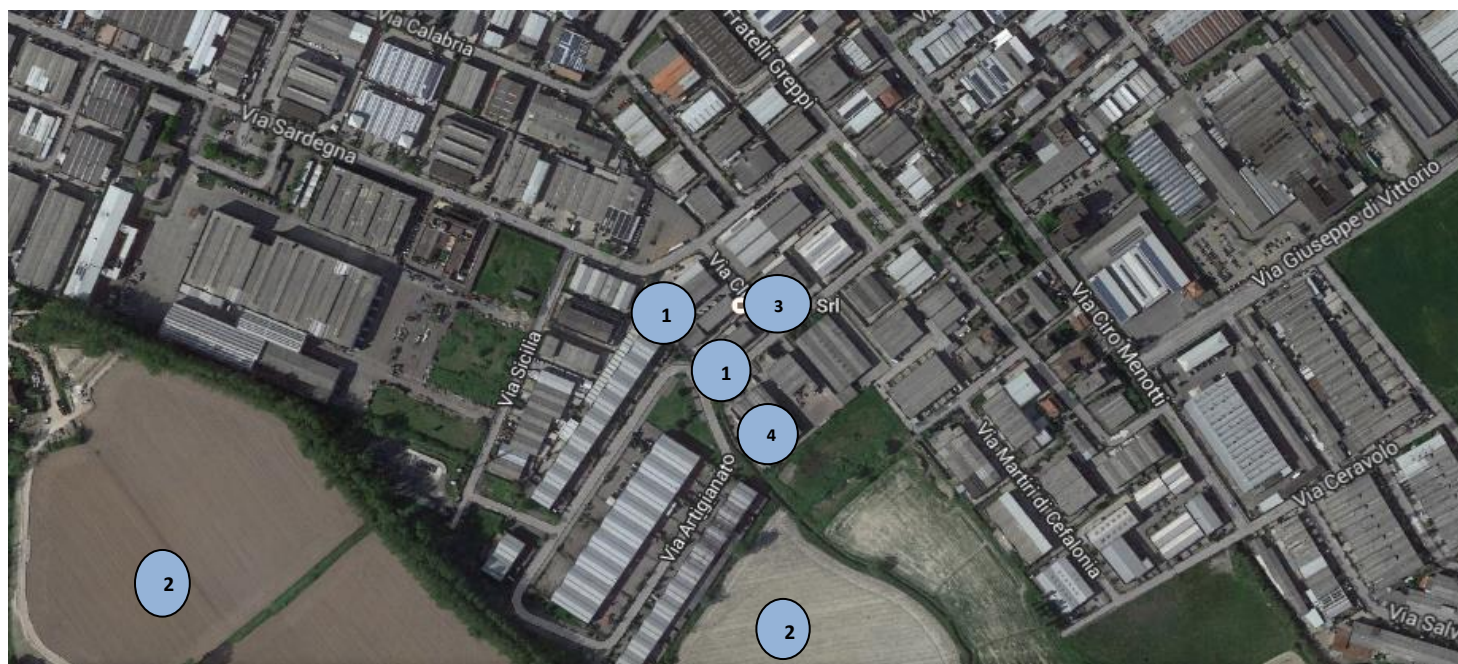 Via
Via Calabria
Fratelli Greppi
Via Sardegna
Via Giuseppe di Vittorio
Via C
3
Srl
1
Via Ciro Menotti
Via Sicilia
1
4
Via Martiri di Cefalonia
Via Ceravolo
Via Artigianato
2
2
Via Salv